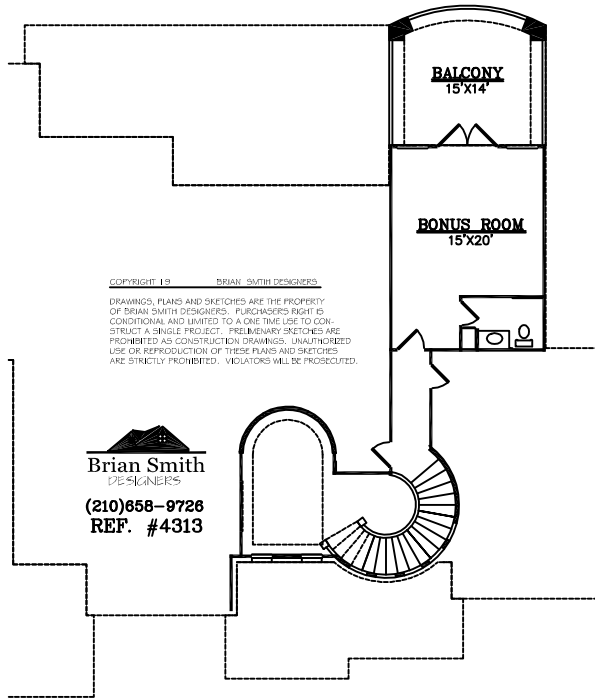 BALCONY
15'X14'
BONUS ROOM
15'X20'
COPYRIGHT 19 BRIAN SMITH DESIGNERS
DRAWINGS, PLANS AND SKETCHES ARE THE PROPERTY
OF BRIAN SMITH DESIGNERS. PURCHASERS RIGHT IS
CONDITIONAL AND LIMITED TO A ONE TIME USE TO CON-
STRUCT A SINGLE PROJECT. PRELIMENARY SKETCHES ARE
PROHIBITED AS CONSTRUCTION DRAWINGS. UNAUTHORIZED
USE OR REPRODUCTION OF THESE PLANS AND SKETCHES
ARE STRICTLY PROHIBITED. VIOLATORS WILL BE PROSECUTED.
Brian Smith
DESIGNERS
(210)658-9726
REF. #4313